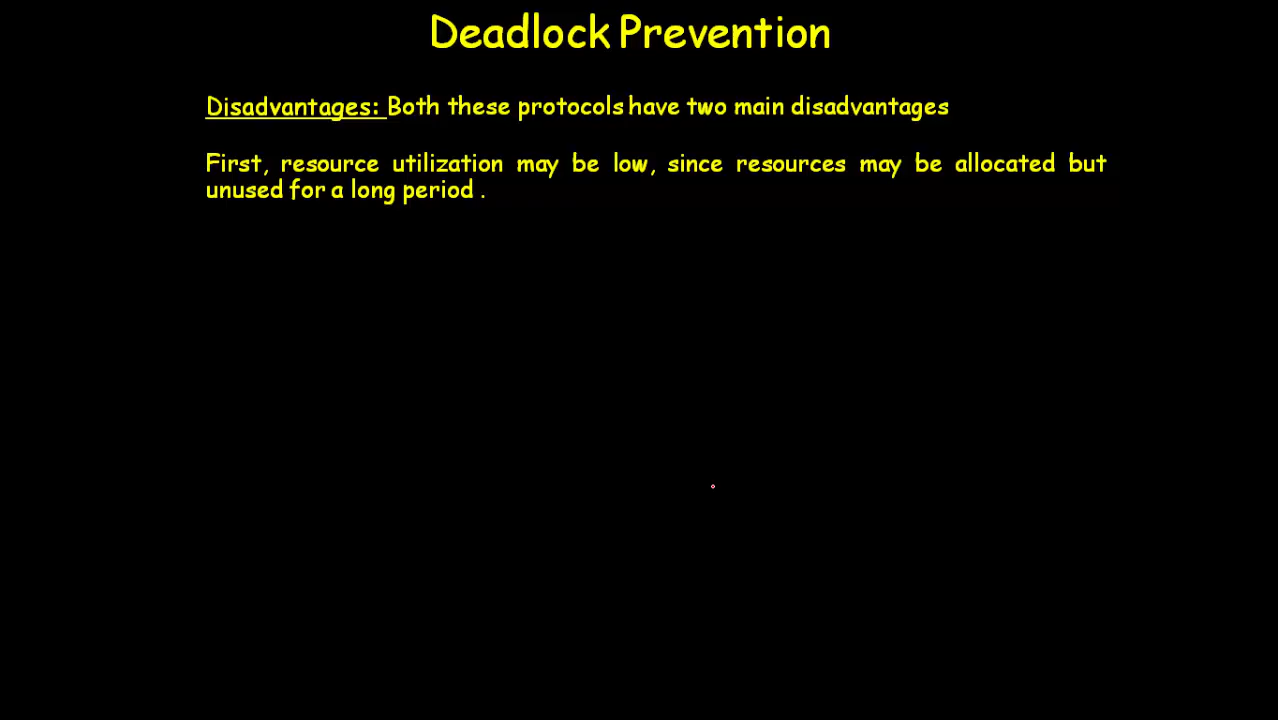 Deadlock Prevention
Disadvantages: Both these protocols have two main disadvantages
First, resource utilization may be low, since resources may be allocated but
unused for a long period .